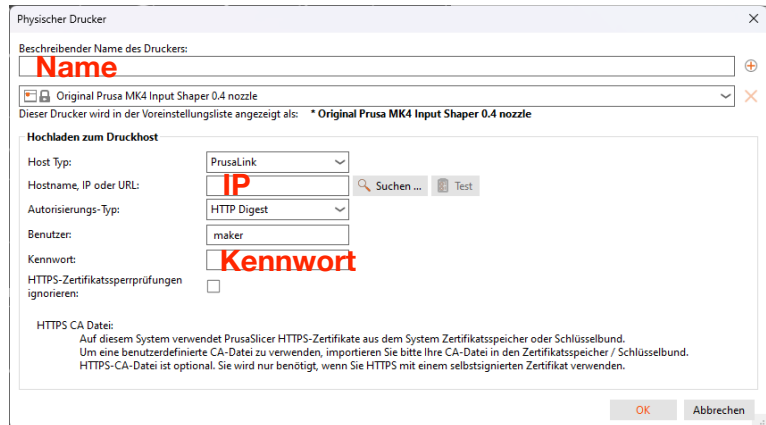 Physischer Drucker
Beschreibender Name des Druckers:
Name
Original Prusa MK4 Input Shaper 0.4 nozzle
Dieser Drucker wird in der Voreinstellungsliste angezeigt als: * Original Prusa MK4 Input Shaper 0.4 nozzle
Hochladen zum Druckhost
Host Typ: PrusaLink
Hostname, IP oder URL: IP Suchen ... Test
Autorisierungs-Typ: HTTP Digest
Benutzer: maker
Kennwort: Kennwort
HTTPS-Zertifikatssperrprüfungen
ignorieren:
HTTPS CA Datei:
Auf diesem System verwendet PrusaSlicer HTTPS-Zertifikate aus dem System Zertifikatsspeicher oder Schlüsselbund.
Um eine benutzerdefinierte CA-Datei zu verwenden, importieren Sie bitte Ihre CA-Datei in den Zertifikatsspeicher / Schlüsselbund.
HTTPS-CA-Datei ist optional. Sie wird nur benötigt, wenn Sie HTTPS mit einem selbstsignierten Zertifikat verwenden.
OK Abbrechen